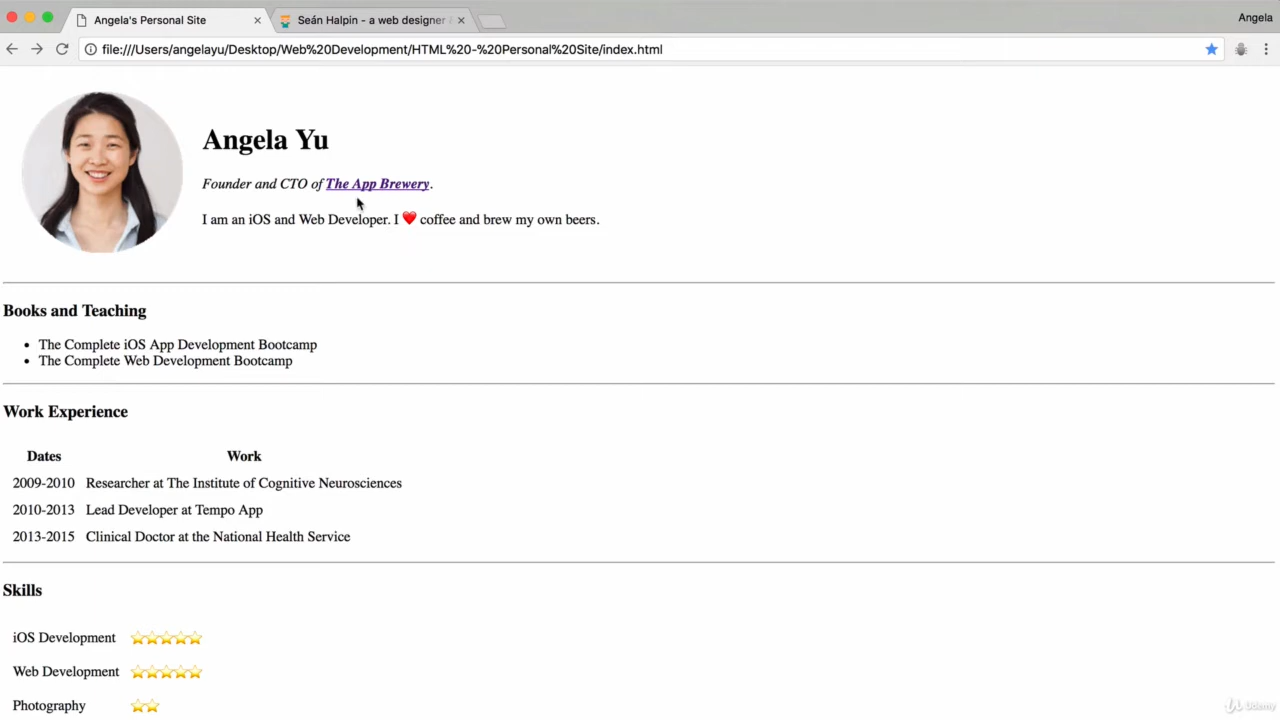 Angela's Personal Site
Seán Halpin - a web designer
Angela
file:///Users/angelayu/Desktop/Web%20Development/HTML%20-%20Personal%20Site/index.html
Angela Yu
Founder and CTO of The App Brewery.
I am an iOS and Web Developer. I ❤️ coffee and brew my own beers.
Books and Teaching
• The Complete iOS App Development Bootcamp
• The Complete Web Development Bootcamp
Work Experience
Dates Work
2009-2010 Researcher at The Institute of Cognitive Neurosciences
2010-2013 Lead Developer at Tempo App
2013-2015 Clinical Doctor at the National Health Service
Skills
iOS Development ⭐⭐⭐⭐⭐
Web Development ⭐⭐⭐⭐⭐
Photography ⭐⭐
Udemy